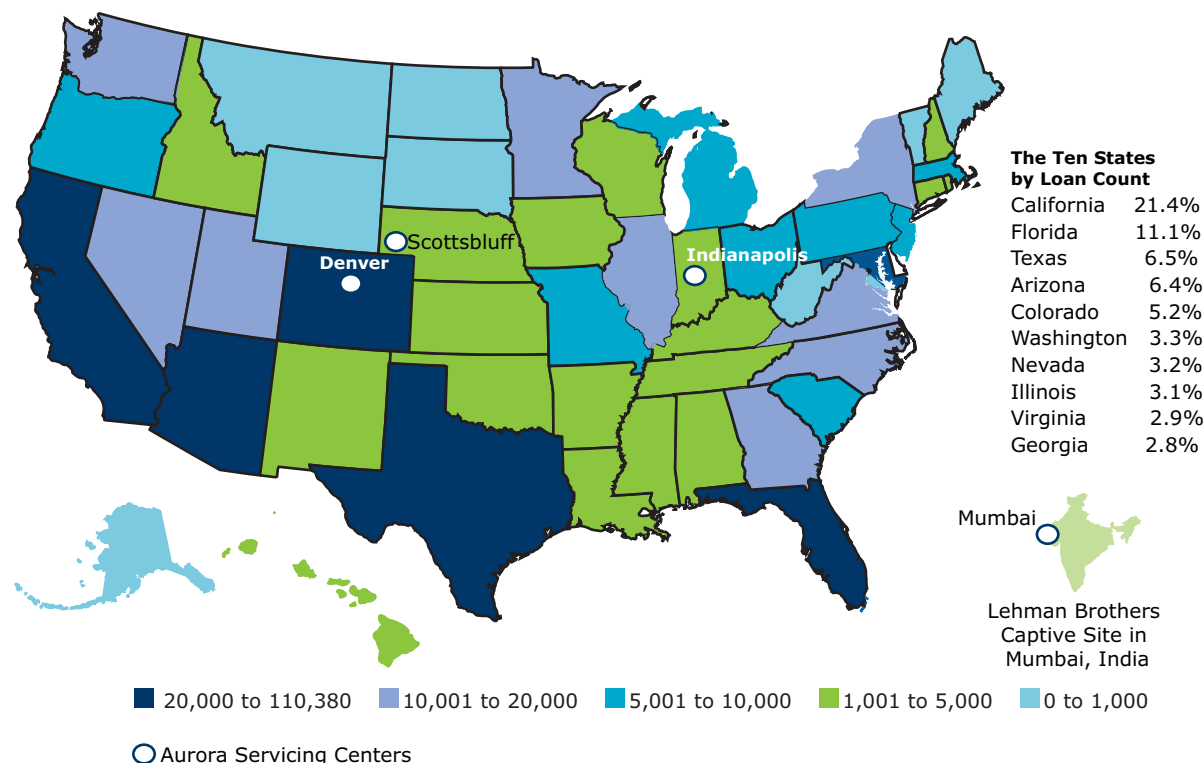 Scottsbluff
Denver
Indianapolis
The Ten States
by Loan Count
California 21.4%
Florida 11.1%
Texas 6.5%
Arizona 6.4%
Colorado 5.2%
Washington 3.3%
Nevada 3.2%
Illinois 3.1%
Virginia 2.9%
Georgia 2.8%
Mumbai
Lehman Brothers
Captive Site in
Mumbai, India
20,000 to 110,380 10,001 to 20,000 5,001 to 10,000 1,001 to 5,000 0 to 1,000
Aurora Servicing Centers